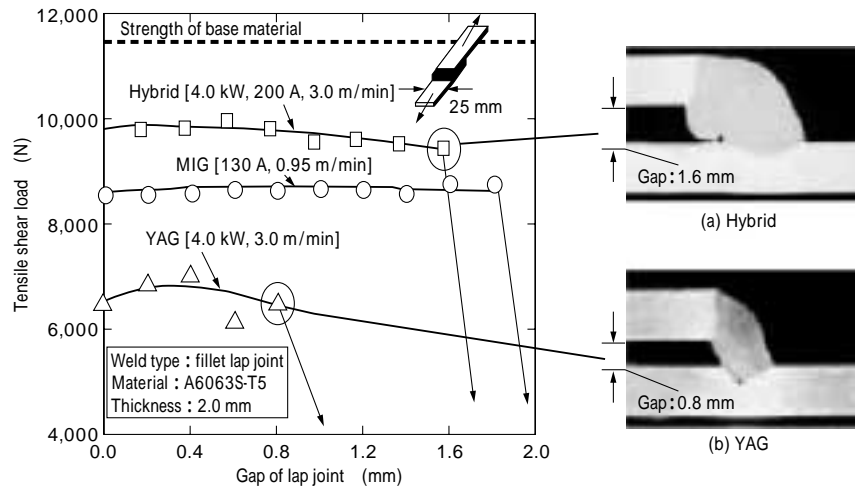 12,000
10,000
8,000
6,000
4,000
Tensile shear load (N)
0.0
0.4
0.8
1.2
1.6
2.0
Gap of lap joint (mm)
Strength of base material
25 mm
Hybrid [4.0 kW, 200 A, 3.0 m/min]
MIG [130 A, 0.95 m/min]
YAG [4.0 kW, 3.0 m/min]
Weld type : fillet lap joint
Material : A6063S-T5
Thickness : 2.0 mm
Gap : 1.6 mm
(a) Hybrid
Gap : 0.8 mm
(b) YAG